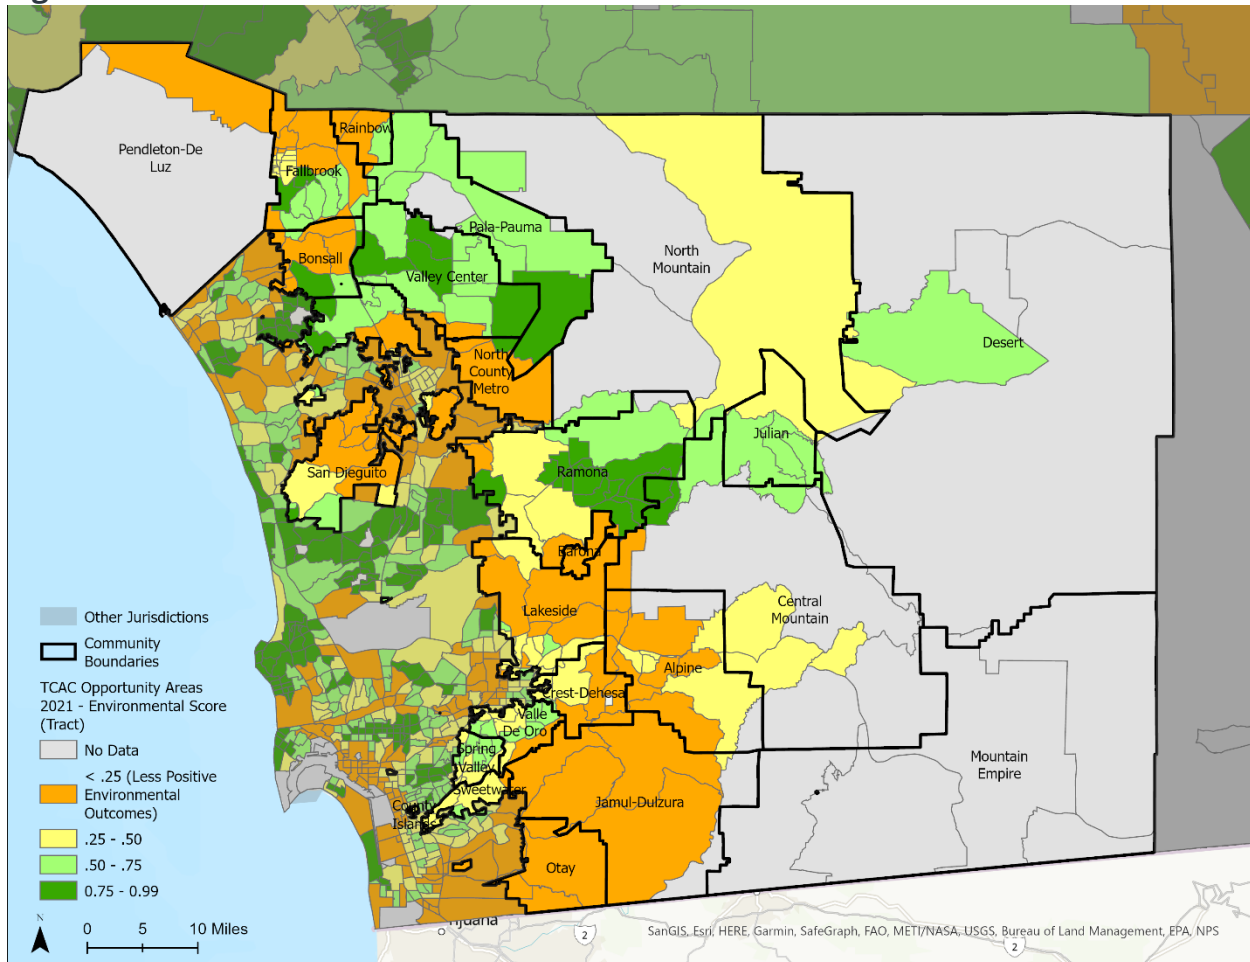 Rainbow
Pendleton-De
Luz
Fallbrook
Pala-Pauma
North
Mountain
Bonsall
Valley Center
Desert
North
County
Metro
Julian
San Dieguito
Ramona
Barona
Lakeside
Central
Mountain
Alpine
Crest-Dehesa
Valle
De Oro
Spring
Valley
Mountain
Empire
Sweetwater
County
Islands
Jamul-Dulzura
Otay
Other Jurisdictions
Community
Boundaries
TCAC Opportunity Areas
2021 - Environmental Score
(Tract)
No Data
< .25 (Less Positive
Environmental
Outcomes)
.25 - .50
.50 - .75
0.75 - 0.99
N
0 5 10 Miles
2
2
SanGIS, Esri, HERE, Garmin, SafeGraph, FAO, METI/NASA, USGS, Bureau of Land Management, EPA, NPS